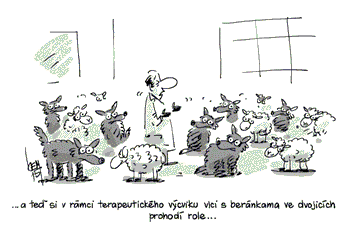 ...a teď si v rámci terapeutického výcviku vlci s beránkama ve dvojicích
prohodí role...